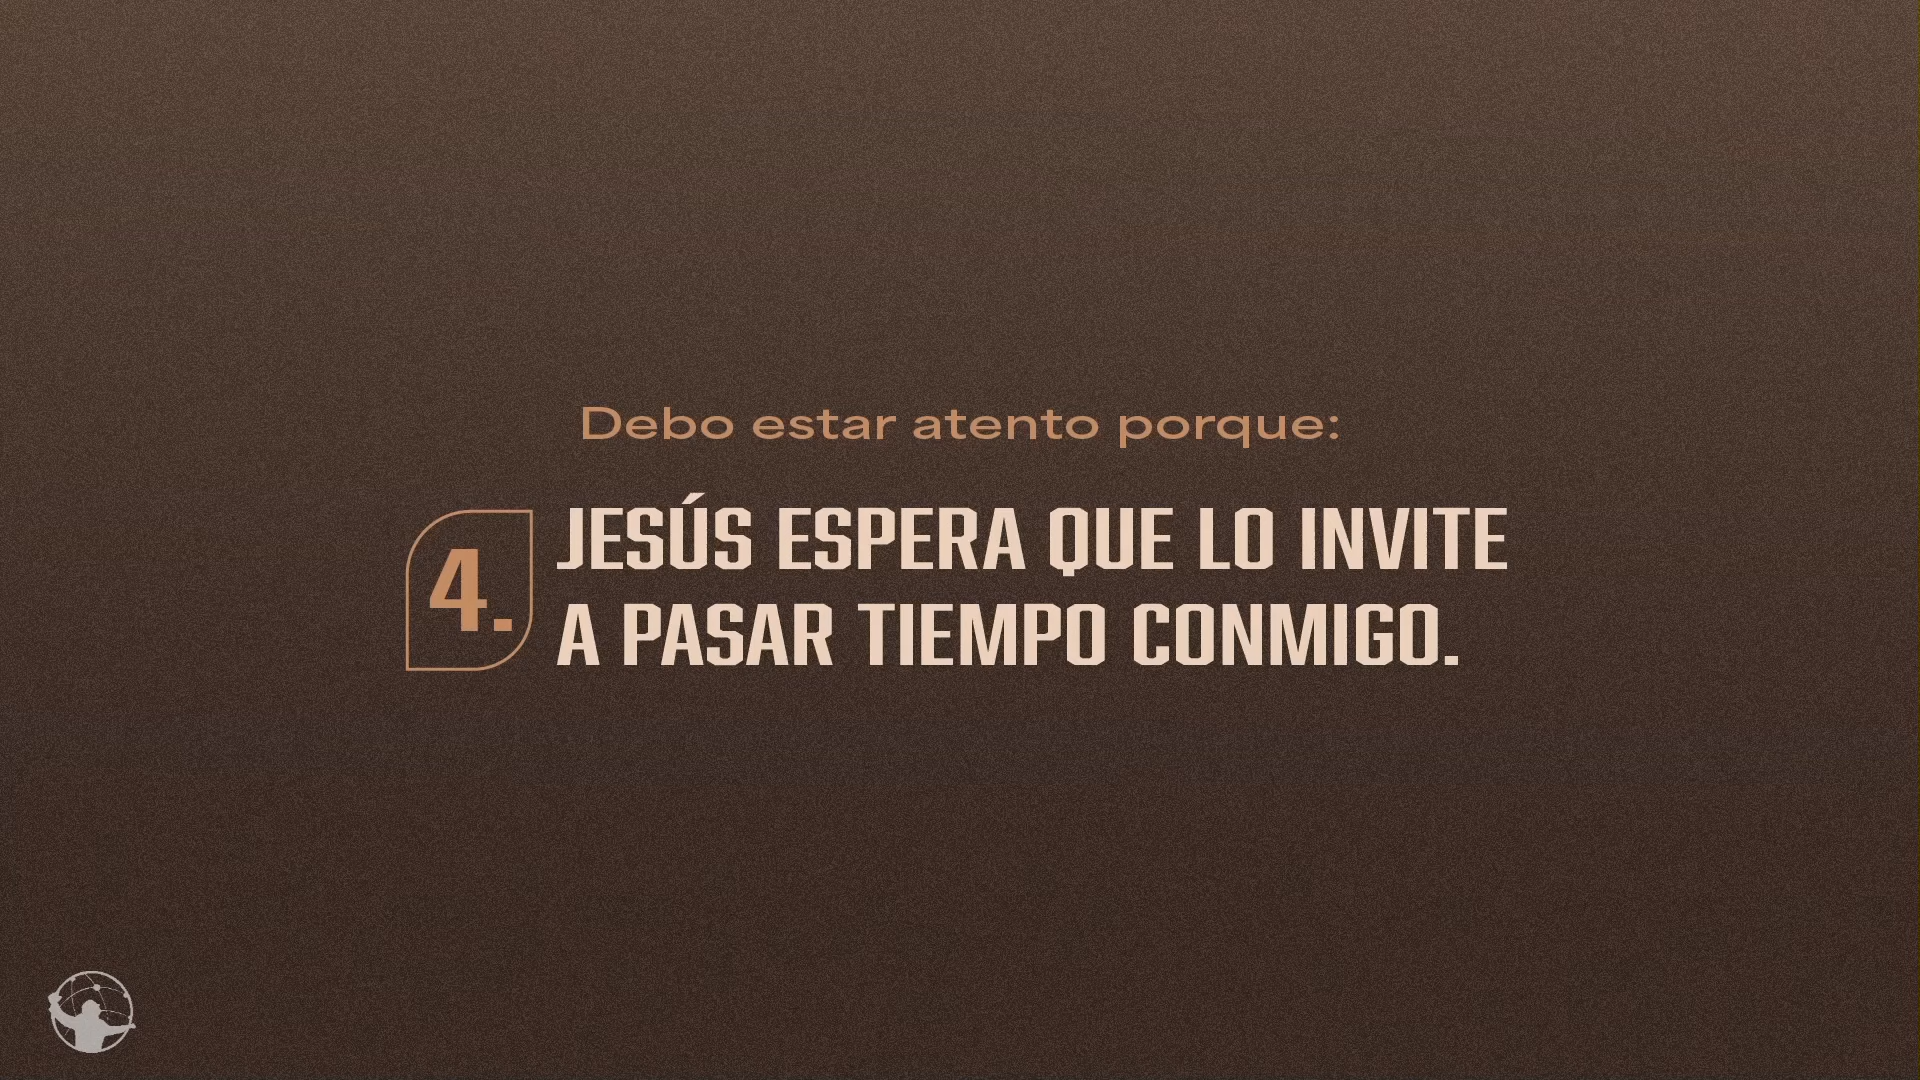 Debo estar atento porque:
4. JESÚS ESPERA QUE LO INVITE
A PASAR TIEMPO CONMIGO.